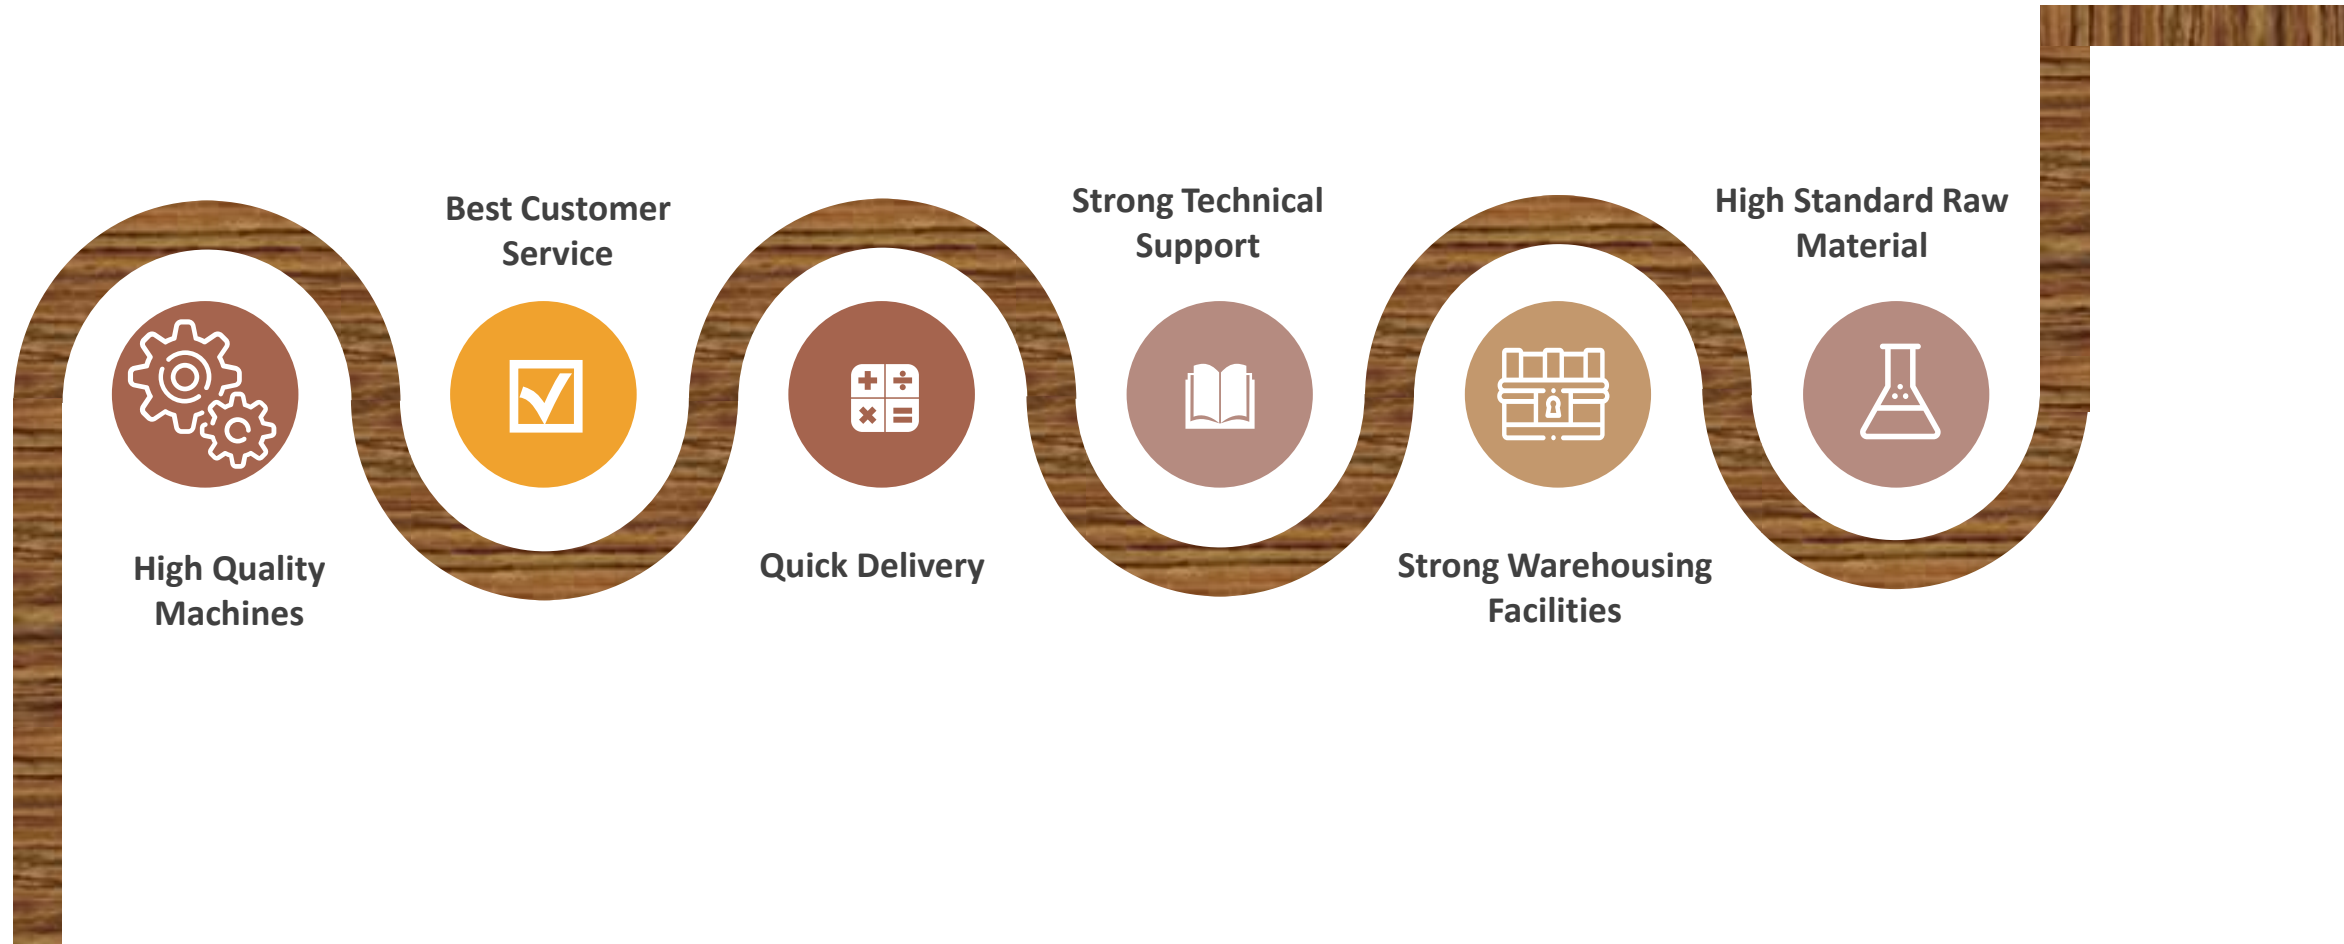 High Quality
Machines
Best Customer
Service
Quick Delivery
Strong Technical
Support
Strong Warehousing
Facilities
High Standard Raw
Material